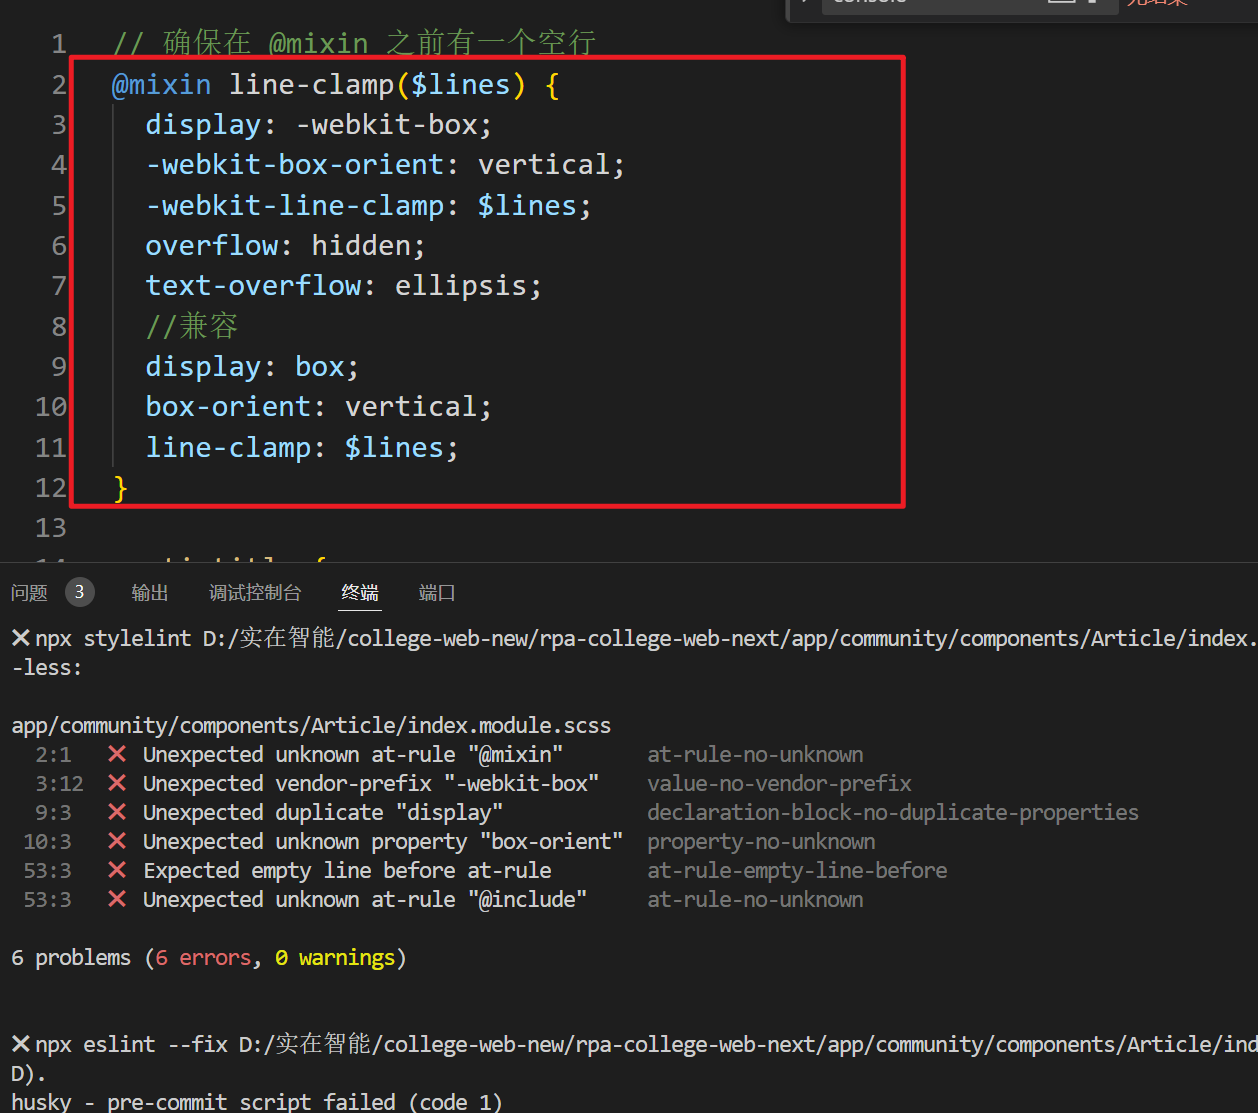 1 // 确保在 @mixin 之前有一个空行
2 @mixin line-clamp($lines) {
3 display: -webkit-box;
4 -webkit-box-orient: vertical;
5 -webkit-line-clamp: $lines;
6 overflow: hidden;
7 text-overflow: ellipsis;
8 //兼容
9 display: box;
10 box-orient: vertical;
11 line-clamp: $lines;
12 }
13
问题 3 输出 调试控制台 终端 端口
❌npx stylelint D:/实在智能/college-web-new/rpa-college-web-next/app/community/components/Article/index.
-less:
app/community/components/Article/index.module.scss
2:1 ❌ Unexpected unknown at-rule "@mixin" at-rule-no-unknown
3:12 ❌ Unexpected vendor-prefix "-webkit-box" value-no-vendor-prefix
9:3 ❌ Unexpected duplicate "display" declaration-block-no-duplicate-properties
10:3 ❌ Unexpected unknown property "box-orient" property-no-unknown
53:3 ❌ Expected empty line before at-rule at-rule-empty-line-before
53:3 ❌ Unexpected unknown at-rule "@include" at-rule-no-unknown
6 problems (6 errors, 0 warnings)
❌npx eslint --fix D:/实在智能/college-web-new/rpa-college-web-next/app/community/components/Article/ind
D).
husky - pre-commit script failed (code 1)